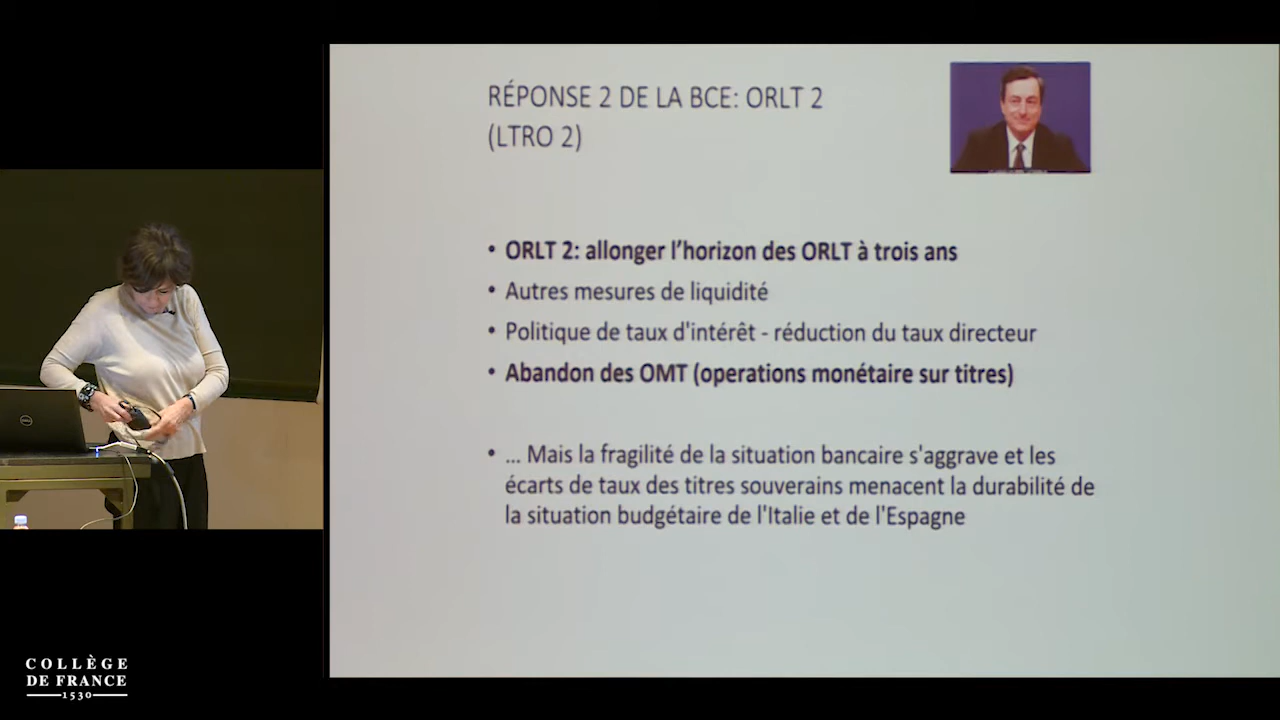 RÉPONSE 2 DE LA BCE: ORLT 2
(LTRO 2)
• ORLT 2: allonger l’horizon des ORLT à trois ans
• Autres mesures de liquidité
• Politique de taux d'intérêt - réduction du taux directeur
• Abandon des OMT (operations monétaire sur titres)
• ... Mais la fragilité de la situation bancaire s'aggrave et les
écarts de taux des titres souverains menacent la durabilité de
la situation budgétaire de l'Italie et de l'Espagne
COLLÈGE
DE FRANCE
1530